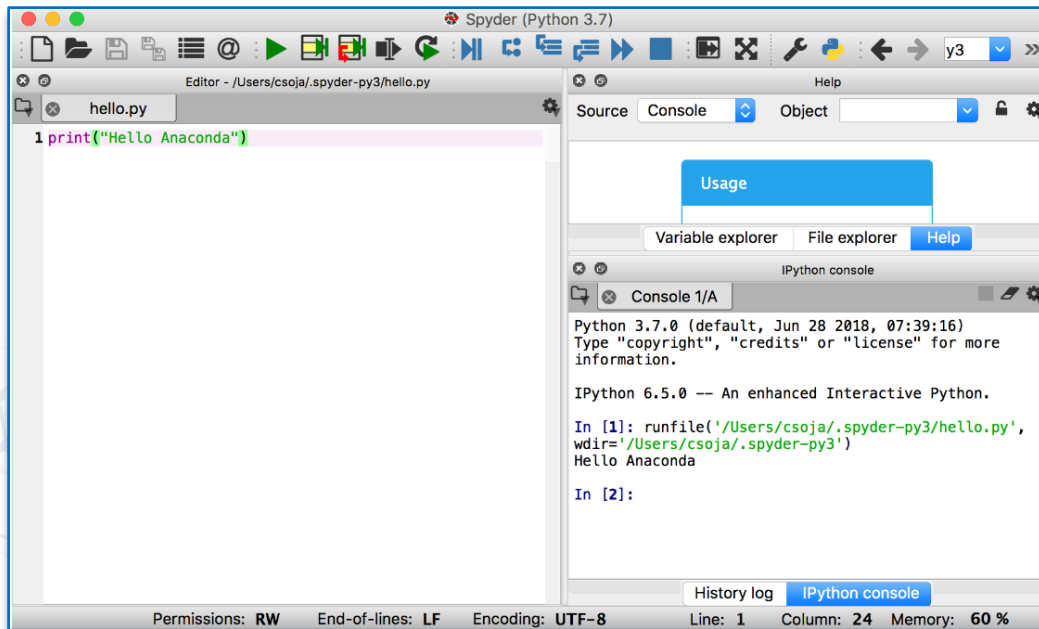 Spyder (Python 3.7)
@ y3
Editor - /Users/csoja/.spyder-py3/hello.py
hello.py
1 print("Hello Anaconda")
Help
Source Console Object
Usage
Variable explorer File explorer Help
IPython console
Console 1/A
Python 3.7.0 (default, Jun 28 2018, 07:39:16)
Type "copyright", "credits" or "license" for more
information.
IPython 6.5.0 -- An enhanced Interactive Python.
In [1]: runfile('/Users/csoja/.spyder-py3/hello.py',
wdir='/Users/csoja/.spyder-py3')
Hello Anaconda
In [2]:
History log IPython console
Permissions: RW End-of-lines: LF Encoding: UTF-8 Line: 1 Column: 24 Memory: 60 %